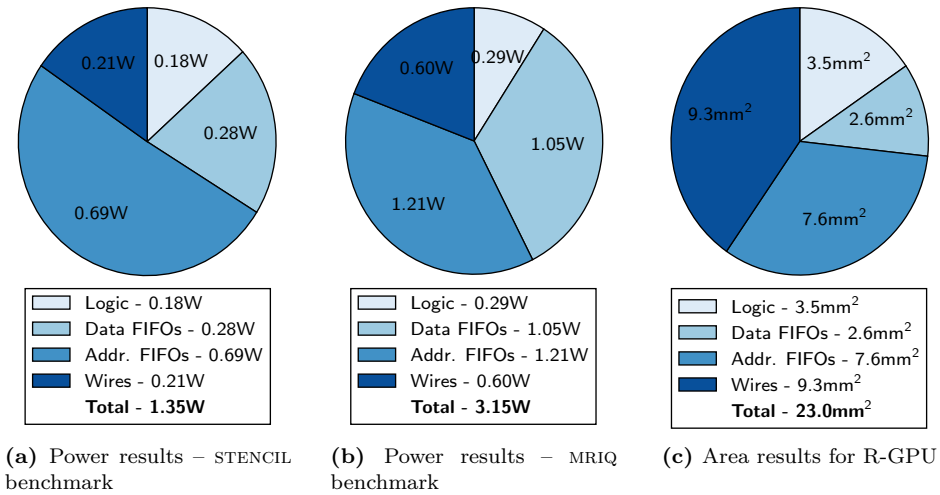 0.21W
0.18W
0.28W
0.69W
Logic - 0.18W
Data FIFOs - 0.28W
Addr. FIFOs - 0.69W
Wires - 0.21W
Total - 1.35W
(a) Power results – STENCIL
benchmark
0.60W
0.29W
1.05W
1.21W
Logic - 0.29W
Data FIFOs - 1.05W
Addr. FIFOs - 1.21W
Wires - 0.60W
Total - 3.15W
(b) Power results – MRIQ
benchmark
3.5mm²
9.3mm²
2.6mm²
7.6mm²
Logic - 3.5mm²
Data FIFOs - 2.6mm²
Addr. FIFOs - 7.6mm²
Wires - 9.3mm²
Total - 23.0mm²
(c) Area results for R-GPU